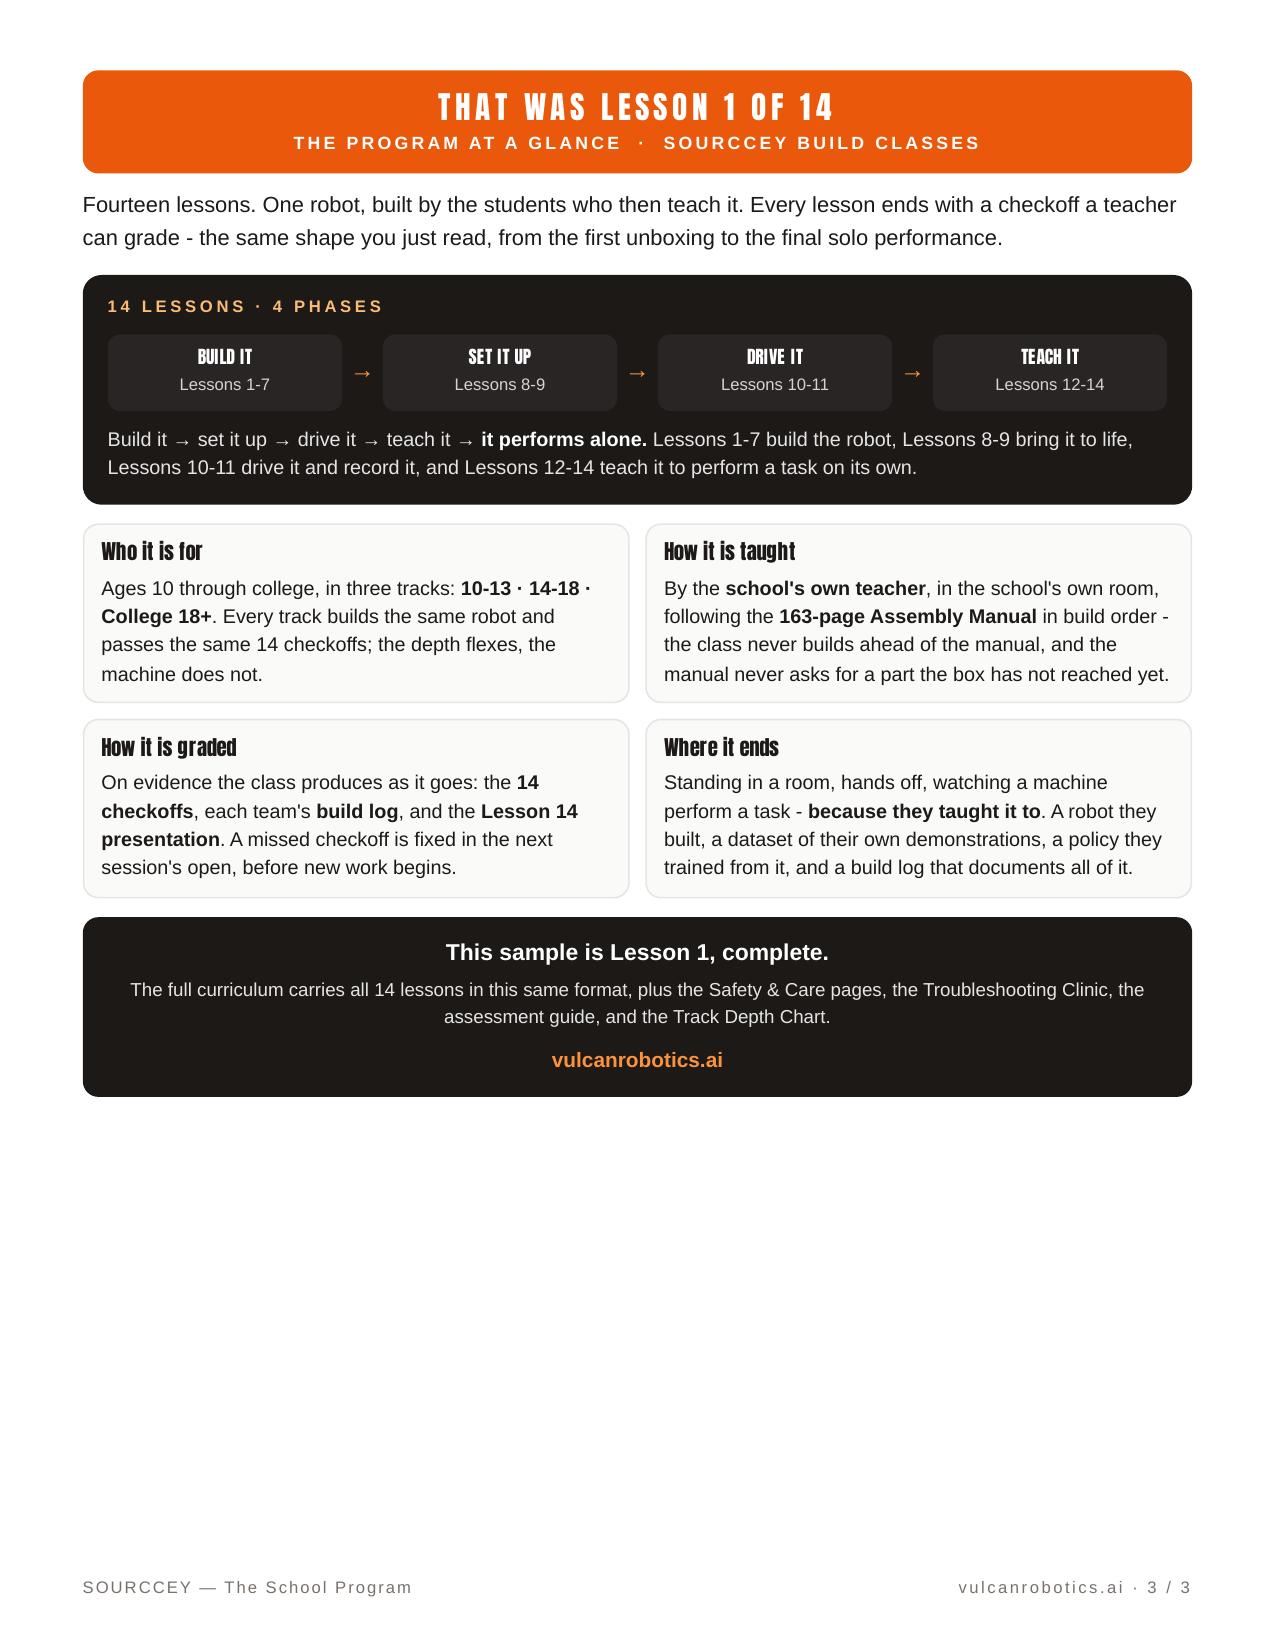 THAT WAS LESSON 1 OF 14
THE PROGRAM AT A GLANCE · SOURCCEY BUILD CLASSES
Fourteen lessons. One robot, built by the students who then teach it. Every lesson ends with a checkoff a teacher
can grade - the same shape you just read, from the first unboxing to the final solo performance.
14 LESSONS · 4 PHASES
BUILD IT
Lessons 1-7
→
SET IT UP
Lessons 8-9
→
DRIVE IT
Lessons 10-11
→
TEACH IT
Lessons 12-14
Build it → set it up → drive it → teach it → it performs alone. Lessons 1-7 build the robot, Lessons 8-9 bring it to life,
Lessons 10-11 drive it and record it, and Lessons 12-14 teach it to perform a task on its own.
Who it is for
Ages 10 through college, in three tracks: 10-13 · 14-18 ·
College 18+. Every track builds the same robot and
passes the same 14 checkoffs; the depth flexes, the
machine does not.
How it is taught
By the school's own teacher, in the school's own room,
following the 163-page Assembly Manual in build order -
the class never builds ahead of the manual, and the
manual never asks for a part the box has not reached yet.
How it is graded
On evidence the class produces as it goes: the 14
checkoffs, each team's build log, and the Lesson 14
presentation. A missed checkoff is fixed in the next
session's open, before new work begins.
Where it ends
Standing in a room, hands off, watching a machine
perform a task - because they taught it to. A robot they
built, a dataset of their own demonstrations, a policy they
trained from it, and a build log that documents all of it.
This sample is Lesson 1, complete.
The full curriculum carries all 14 lessons in this same format, plus the Safety & Care pages, the Troubleshooting Clinic, the
assessment guide, and the Track Depth Chart.
vulcanrobotics.ai
SOURCCEY — The School Program
vulcanrobotics.ai · 3 / 3